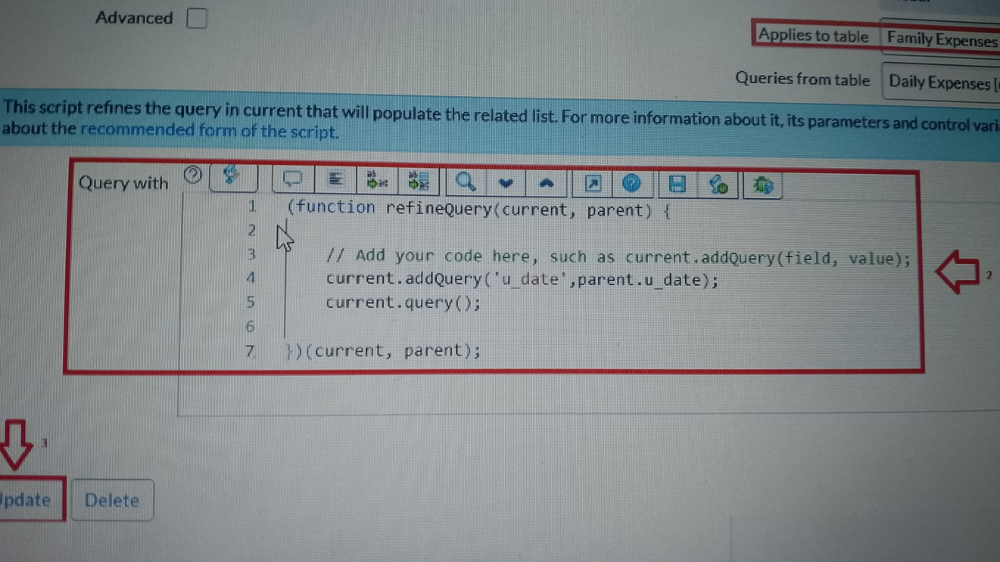 Advanced
Applies to table Family Expenses
Queries from table Daily Expenses [
This script refines the query in current that will populate the related list. For more information about it, its parameters and control vari
about the recommended form of the script.
Query with
1 (function refineQuery(current, parent) {
2
3 // Add your code here, such as current.addQuery(field, value);
4 current.addQuery('u_date',parent.u_date);
5 current.query();
6
7 })(current, parent);
2
3
Update
Delete